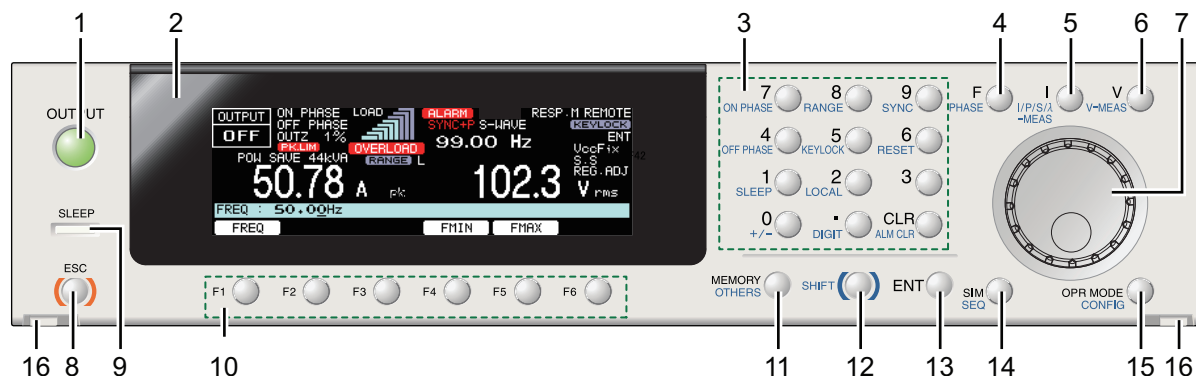 1 2 3 4 5 6 7
OUTPUT
OUTPUT OFF
ON PHASE LOAD
OFF PHASE
OUTZ 1%
PK.LIM
POW SAVE 44kVA
OVERLOAD
ALARM
SYNC+P S-WAVE
99.00 Hz
RANGE L
RESP.M REMOTE
KEYLOCK
ENT
VccFix
S.S
REG.ADJ
50.78 A pk 102.3 V rms
FREQ : 50.00Hz
FREQ FMIN FMAX
7 ON PHASE
8 RANGE
9 SYNC
4 OFF PHASE
5 KEYLOCK
6 RESET
1 SLEEP
2 LOCAL
3
0 +/-
. DIGIT
CLR ALM CLR
F PHASE
I I/P/S/λ -MEAS
V V-MEAS
SLEEP
ESC
F1 F2 F3 F4 F5 F6
MEMORY OTHERS
SHIFT
ENT
SIM SEQ
OPR MODE CONFIG
16 8 9 10 11 12 13 14 15 16